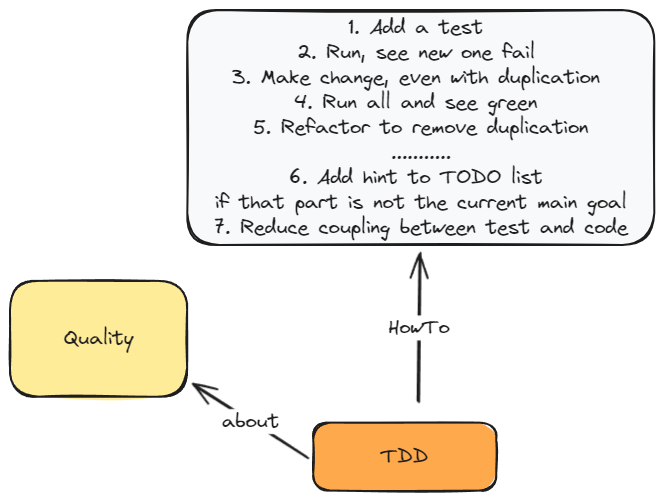 1. Add a test
2. Run, see new one fail
3. Make change, even with duplication
4. Run all and see green
5. Refactor to remove duplication
...........
6. Add hint to TODO list
if that part is not the current main goal
7. Reduce coupling between test and code
HowTo
Quality
about
TDD